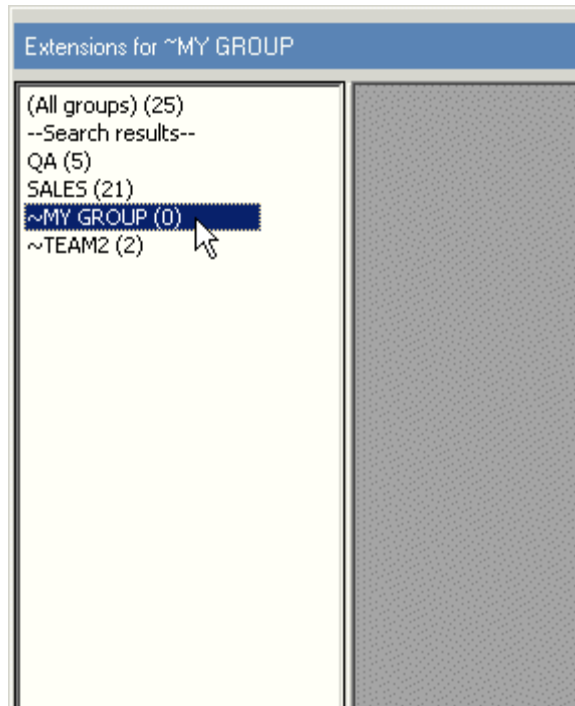 Extensions for ~MY GROUP
(All groups) (25)
--Search results--
QA (5)
SALES (21)
~MY GROUP (0)
~TEAM2 (2)